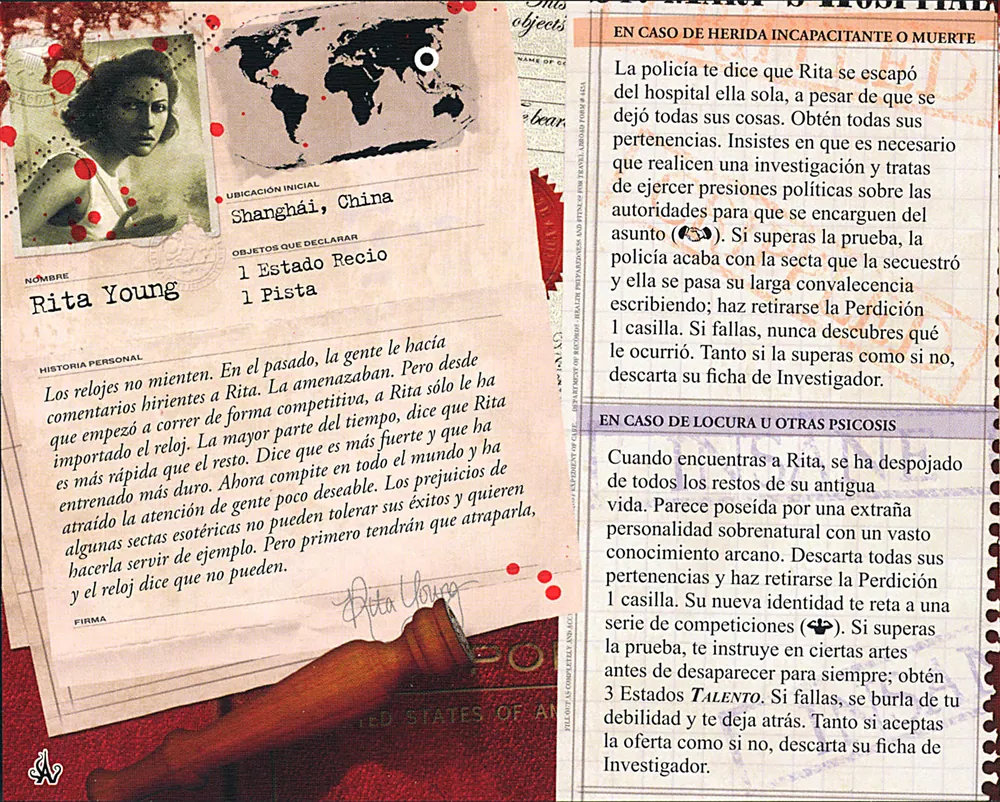 UBICACIÓN INICIAL
Shanghái, China
OBJETOS QUE DECLARAR
1 Estado Recio
1 Pista
NOMBRE
Rita Young
HISTORIA PERSONAL
Los relojes no mienten. En el pasado, la gente le hacía
comentarios hirientes a Rita. La amenazaban. Pero desde
que empezó a correr de forma competitiva, a Rita sólo le ha
importado el reloj. La mayor parte del tiempo, dice que Rita
es más rápida que el resto. Dice que es más fuerte y que ha
entrenado más duro. Ahora compite en todo el mundo y ha
atraído la atención de gente poco deseable. Los prejuicios de
algunas sectas esotéricas no pueden tolerar sus éxitos y quieren
hacerla servir de ejemplo. Pero primero tendrán que atraparla,
y el reloj dice que no pueden.
FIRMA
Rita Young
PO
TED STATES OF AM
objects
NAME OF
bear
EN CASO DE HERIDA INCAPACITANTE O MUERTE
La policía te dice que Rita se escapó
del hospital ella sola, a pesar de que se
dejó todas sus cosas. Obtén todas sus
pertenencias. Insistes en que es necesario
que realicen una investigación y tratas
de ejercer presiones políticas sobre las
autoridades para que se encarguen del
asunto ( ). Si superas la prueba, la
policía acaba con la secta que la secuestró
y ella se pasa su larga convalecencia
escribiendo; haz retirarse la Perdición
1 casilla. Si fallas, nunca descubres qué
le ocurrió. Tanto si la superas como si no,
descarta su ficha de Investigador.
EN CASO DE LOCURA U OTRAS PSICOSIS
INSANE
Cuando encuentras a Rita, se ha despojado
de todos los restos de su antigua
vida. Parece poseída por una extraña
personalidad sobrenatural con un vasto
conocimiento arcano. Descarta todas sus
pertenencias y haz retirarse la Perdición
1 casilla. Su nueva identidad te reta a una
serie de competiciones ( ). Si superas
la prueba, te instruye en ciertas artes
antes de desaparecer para siempre; obtén
3 Estados TALENTO. Si fallas, se burla de tu
debilidad y te deja atrás. Tanto si aceptas
la oferta como si no, descarta su ficha de
Investigador.